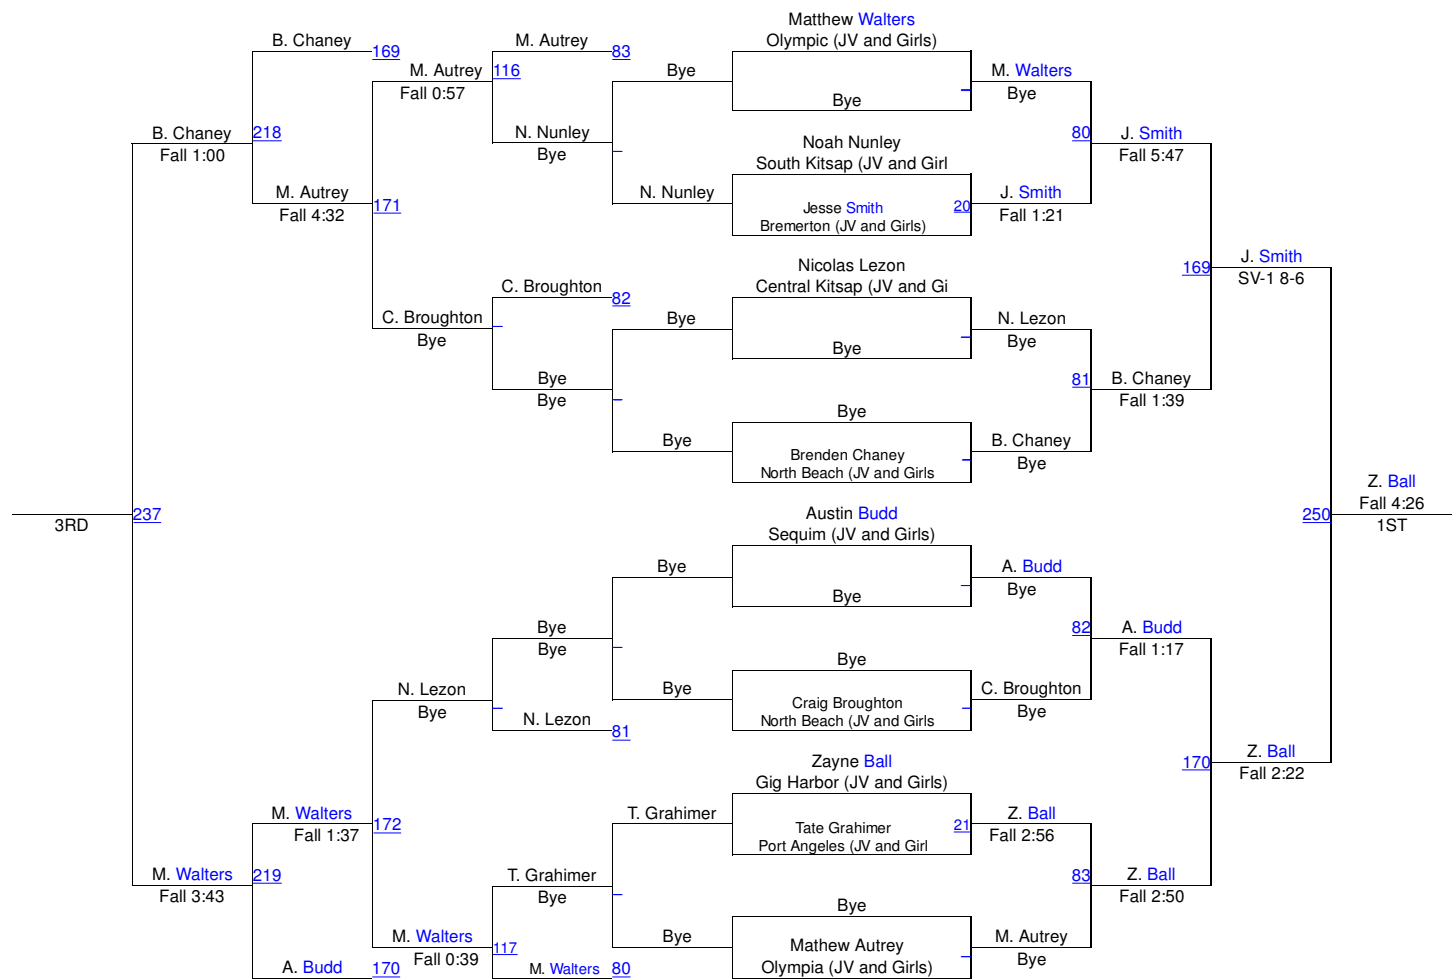 Matthew Walters
Olympic (JV and Girls)
B. Chaney
169
M. Autrey
83
M. Autrey
116
Fall 0:57
Bye
Bye
M. Walters
Bye
B. Chaney
218
Fall 1:00
N. Nunley
Bye
Noah Nunley
South Kitsap (JV and Girl
80
J. Smith
Fall 5:47
M. Autrey
Fall 4:32
171
N. Nunley
Jesse Smith
Bremerton (JV and Girls)
20
J. Smith
Fall 1:21
Nicolas Lezon
Central Kitsap (JV and Gi
169
J. Smith
SV-1 8-6
C. Broughton
82
C. Broughton
Bye
Bye
Bye
N. Lezon
Bye
Bye
Bye
81
B. Chaney
Fall 1:39
Bye
Bye
Brenden Chaney
North Beach (JV and Girls
B. Chaney
Bye
3RD
237
Austin Budd
Sequim (JV and Girls)
250
Z. Ball
Fall 4:26
1ST
Bye
Bye
A. Budd
Bye
Bye
Bye
82
A. Budd
Fall 1:17
N. Lezon
Bye
Bye
Bye
Craig Broughton
North Beach (JV and Girls
C. Broughton
Bye
N. Lezon
81
Zayne Ball
Gig Harbor (JV and Girls)
170
Z. Ball
Fall 2:22
M. Walters
Fall 1:37
172
T. Grahimer
Tate Grahimer
Port Angeles (JV and Girl
21
Z. Ball
Fall 2:56
M. Walters
Fall 3:43
219
T. Grahimer
Bye
83
Z. Ball
Fall 2:50
M. Walters
Fall 0:39
117
Bye
Bye
Mathew Autrey
Olympia (JV and Girls)
M. Autrey
Bye
A. Budd
170
M. Walters
80